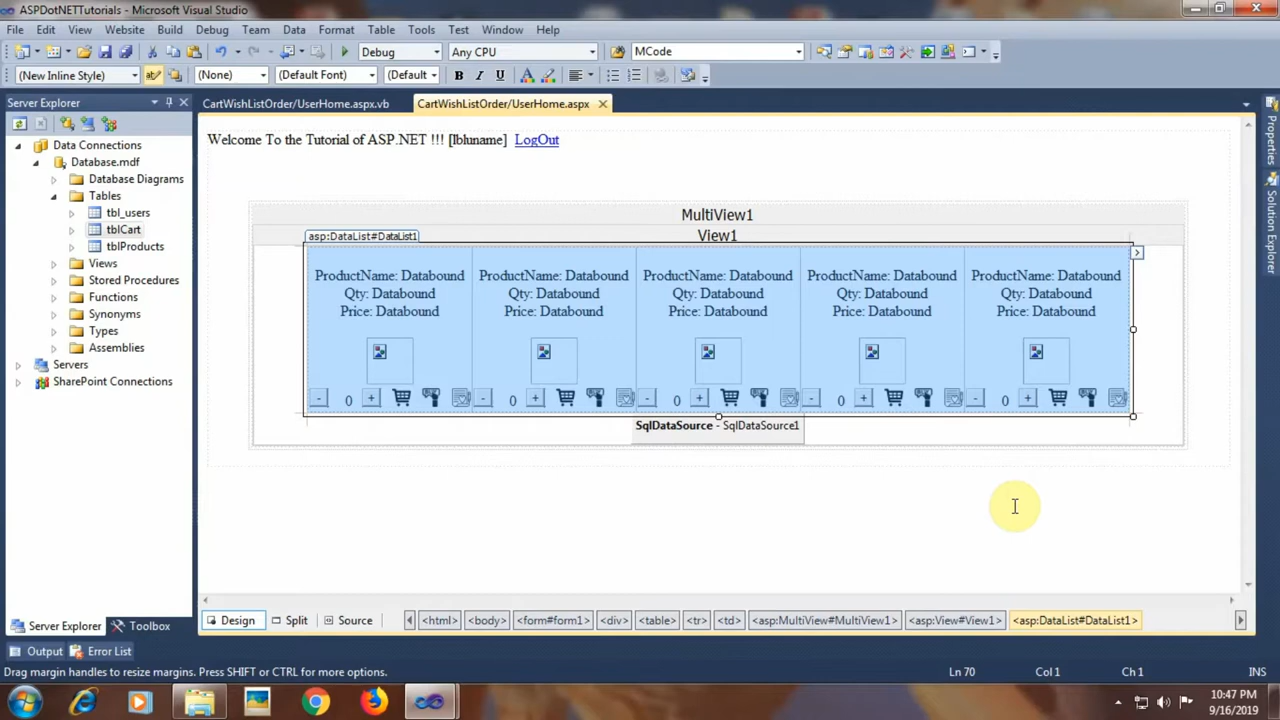 ASPDotNETTutorials - Microsoft Visual Studio
File Edit View Website Build Debug Team Data Format Table Tools Test Window Help
Debug Any CPU MCode
(New Inline Style) (None) (Default Font) (Default B I U A
Server Explorer
CartWishListOrder/UserHome.aspx.vb CartWishListOrder/UserHome.aspx
Data Connections
Database.mdf
Database Diagrams
Tables
tbl_users
tblCart
tblProducts
Views
Stored Procedures
Functions
Synonyms
Types
Assemblies
Servers
SharePoint Connections
Welcome To the Tutorial of ASP.NET !!! [lbluname] LogOut
MultiView1
View1
asp:DataList#DataList1
ProductName: Databound ProductName: Databound ProductName: Databound ProductName: Databound ProductName: Databound
Qty: Databound Qty: Databound Qty: Databound Qty: Databound Qty: Databound
Price: Databound Price: Databound Price: Databound Price: Databound Price: Databound
- 0 + - 0 + - 0 + - 0 + - 0 +
SqlDataSource - SqlDataSource1
Properties
Solution Explorer
Server Explorer Toolbox
Design Split Source <html> <body> <form#form1> <div> <table> <tr> <td> <asp:MultiView#MultiView1> <asp:View#View1> <asp:DataList#DataList1>
Output Error List
Drag margin handles to resize margins. Press SHIFT or CTRL for more options. Ln 70 Col 1 Ch 1 INS
10:47 PM
9/16/2019